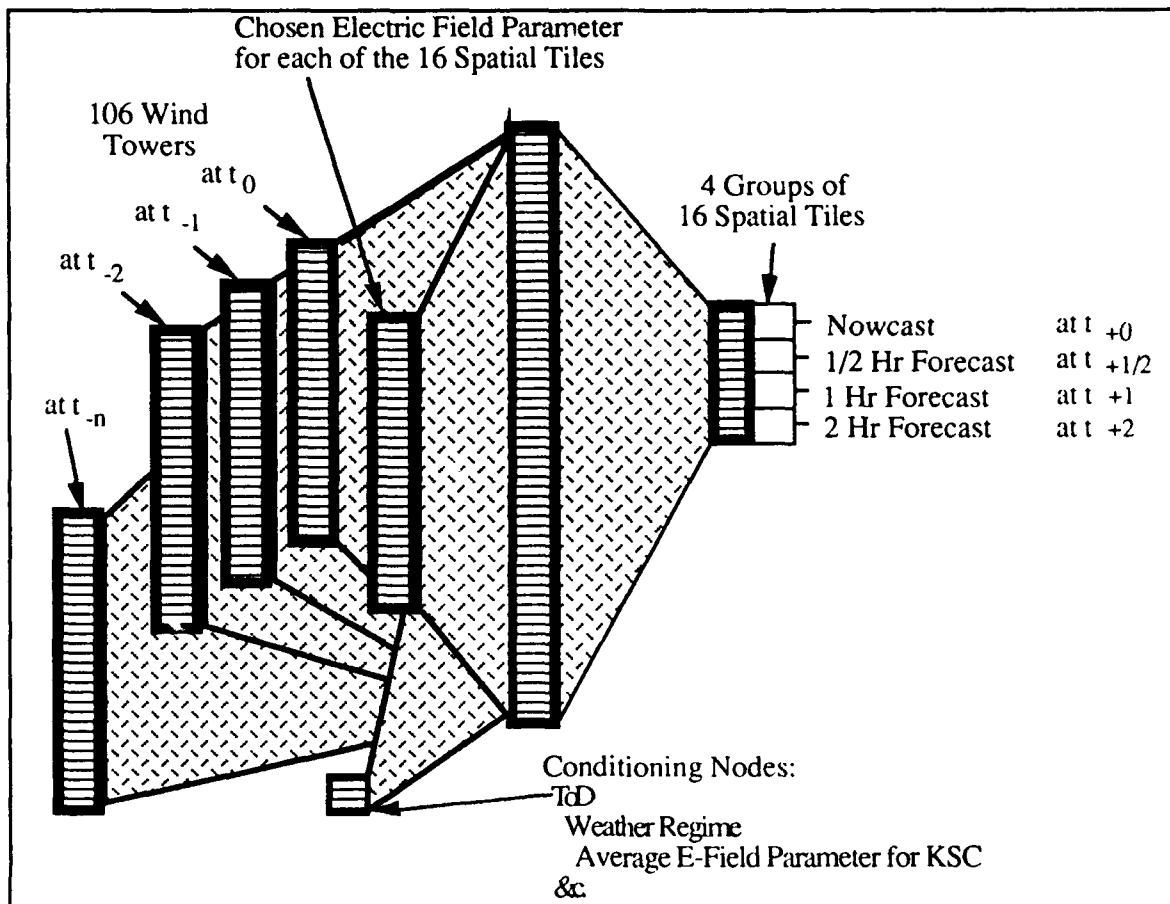 Chosen Electric Field Parameter
for each of the 16 Spatial Tiles
106 Wind
Towers
at t 0
at t -1
at t -2
at t -n
4 Groups of
16 Spatial Tiles
Nowcast at t +0
1/2 Hr Forecast at t +1/2
1 Hr Forecast at t +1
2 Hr Forecast at t +2
Conditioning Nodes:
ToD
Weather Regime
Average E-Field Parameter for KSC
&c.